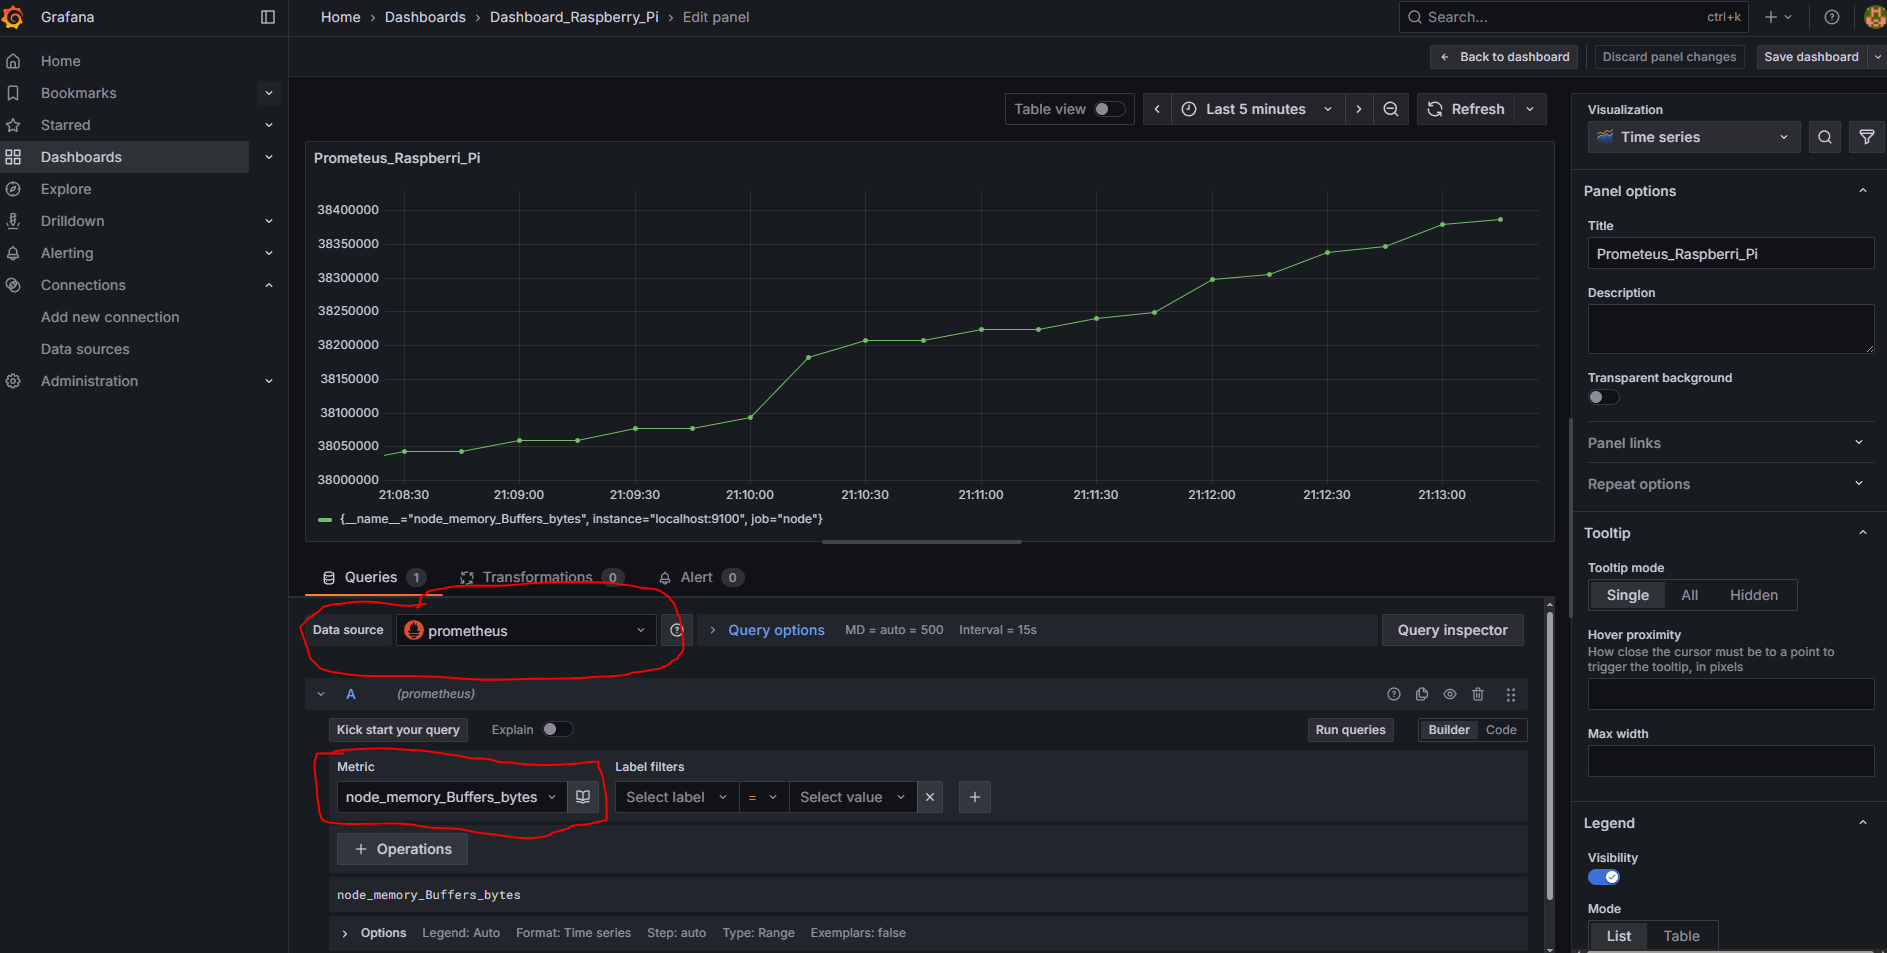 Grafana
Home › Dashboards › Dashboard_Raspberry_Pi › Edit panel
Search...
ctrl+k
Home
Bookmarks
Starred
Dashboards
Explore
Drilldown
Alerting
Connections
Add new connection
Data sources
Administration
Back to dashboard
Discard panel changes
Save dashboard
Table view
Last 5 minutes
Refresh
Prometeus_Raspberri_Pi
38400000
38350000
38300000
38250000
38200000
38150000
38100000
38050000
38000000
21:08:30 21:09:00 21:09:30 21:10:00 21:10:30 21:11:00 21:11:30 21:12:00 21:12:30 21:13:00
{__name__="node_memory_Buffers_bytes", instance="localhost:9100", job="node"}
Queries 1
Transformations 0
Alert 0
Data source
prometheus
Query options
MD = auto = 500
Interval = 15s
Query inspector
A
(prometheus)
Kick start your query
Explain
Run queries
Builder
Code
Metric
Label filters
node_memory_Buffers_bytes
Select label
=
Select value
+ Operations
node_memory_Buffers_bytes
Options
Legend: Auto
Format: Time series
Step: auto
Type: Range
Exemplars: false
Visualization
Time series
Panel options
Title
Prometeus_Raspberri_Pi
Description
Transparent background
Panel links
Repeat options
Tooltip
Tooltip mode
Single
All
Hidden
Hover proximity
How close the cursor must be to a point to
trigger the tooltip, in pixels
Max width
Legend
Visibility
Mode
List
Table